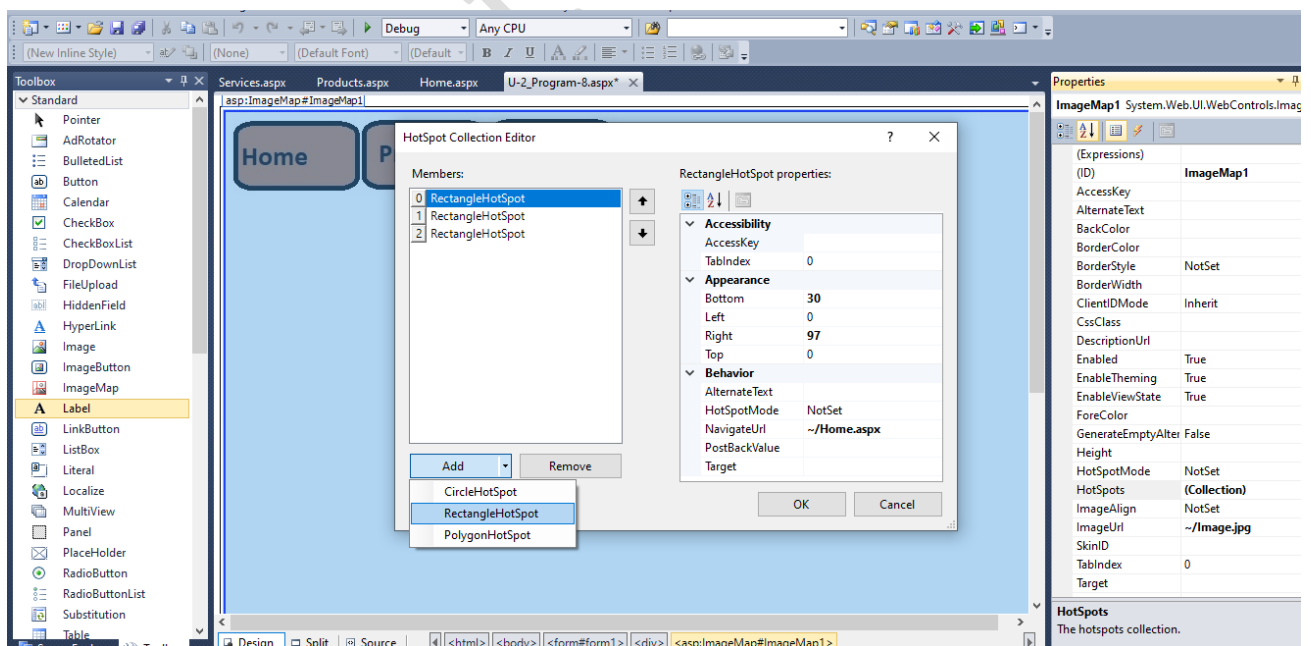 Debug Any CPU
(New Inline Style) (None) (Default Font) (Default B I U A
Toolbox
Standard
Pointer
AdRotator
BulletedList
Button
Calendar
CheckBox
CheckBoxList
DropDownList
FileUpload
HiddenField
HyperLink
Image
ImageButton
ImageMap
Label
LinkButton
ListBox
Literal
Localize
MultiView
Panel
PlaceHolder
RadioButton
RadioButtonList
Substitution
Table
Services.aspx Products.aspx Home.aspx U-2_Program-8.aspx*
asp:ImageMap#ImageMap1
Home P
HotSpot Collection Editor ? ×
Members:
0 RectangleHotSpot
1 RectangleHotSpot
2 RectangleHotSpot
Add Remove
CircleHotSpot
RectangleHotSpot
PolygonHotSpot
RectangleHotSpot properties:
Accessibility
AccessKey
TabIndex 0
Appearance
Bottom 30
Left 0
Right 97
Top 0
Behavior
AlternateText
HotSpotMode NotSet
NavigateUrl ~/Home.aspx
PostBackValue
Target
OK Cancel
Design Split Source <html> <body> <form#form1> <div> <asp:ImageMap#ImageMap1>
Properties
ImageMap1 System.Web.UI.WebControls.Imag
(Expressions)
(ID) ImageMap1
AccessKey
AlternateText
BackColor
BorderColor
BorderStyle NotSet
BorderWidth
ClientIDMode Inherit
CssClass
DescriptionUrl
Enabled True
EnableTheming True
EnableViewState True
ForeColor
GenerateEmptyAlter False
Height
HotSpotMode NotSet
HotSpots (Collection)
ImageAlign NotSet
ImageUrl ~/Image.jpg
SkinID
TabIndex 0
Target
HotSpots
The hotspots collection.